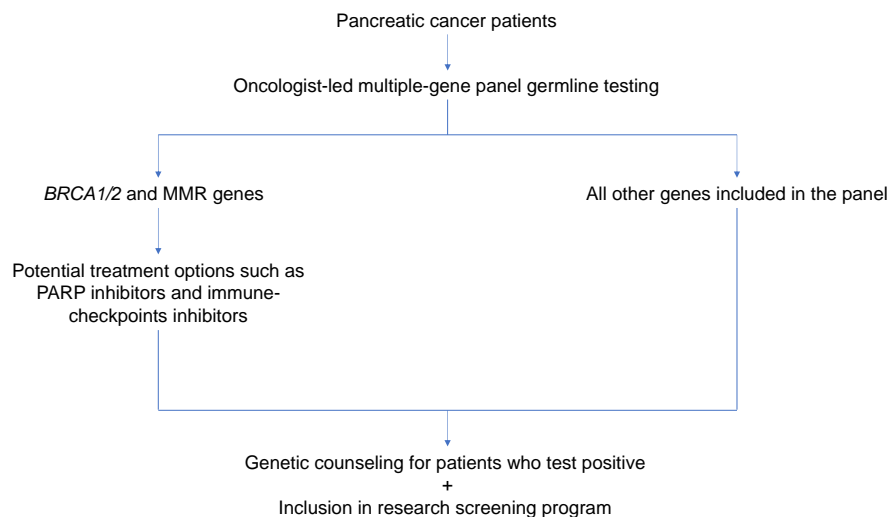 Pancreatic cancer patients
Oncologist-led multiple-gene panel germline testing
BRCA1/2 and MMR genes
All other genes included in the panel
Potential treatment options such as
PARP inhibitors and immune-
checkpoints inhibitors
Genetic counseling for patients who test positive
+
Inclusion in research screening program